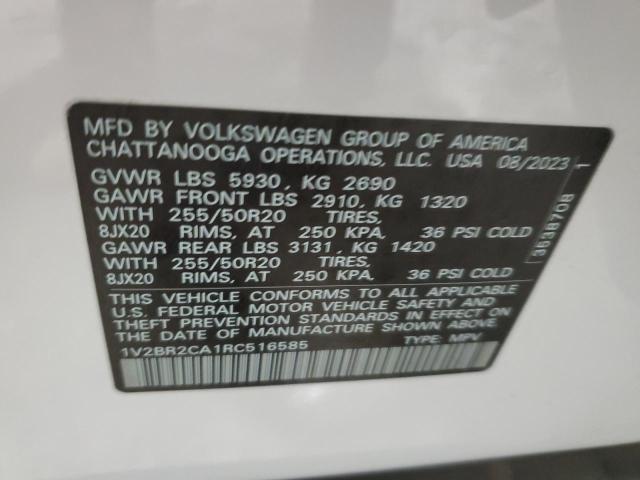 MFD BY VOLKSWAGEN GROUP OF AMERICA
CHATTANOOGA OPERATIONS, LLC. USA 08/2023
GVWR LBS 5930, KG 2690
GAWR FRONT LBS 2910, KG 1320
WITH 255/50R20 TIRES,
8JX20 RIMS, AT 250 KPA, 36 PSI COLD
GAWR REAR LBS 3131, KG 1420
WITH 255/50R20 TIRES,
8JX20 RIMS, AT 250 KPA, 36 PSI COLD
THIS VEHICLE CONFORMS TO ALL APPLICABLE
U.S. FEDERAL MOTOR VEHICLE SAFETY AND
THEFT PREVENTION STANDARDS IN EFFECT ON
THE DATE OF MANUFACTURE SHOWN ABOVE.
1V2BR2CA1RC516585 TYPE: MPV
1
3538708